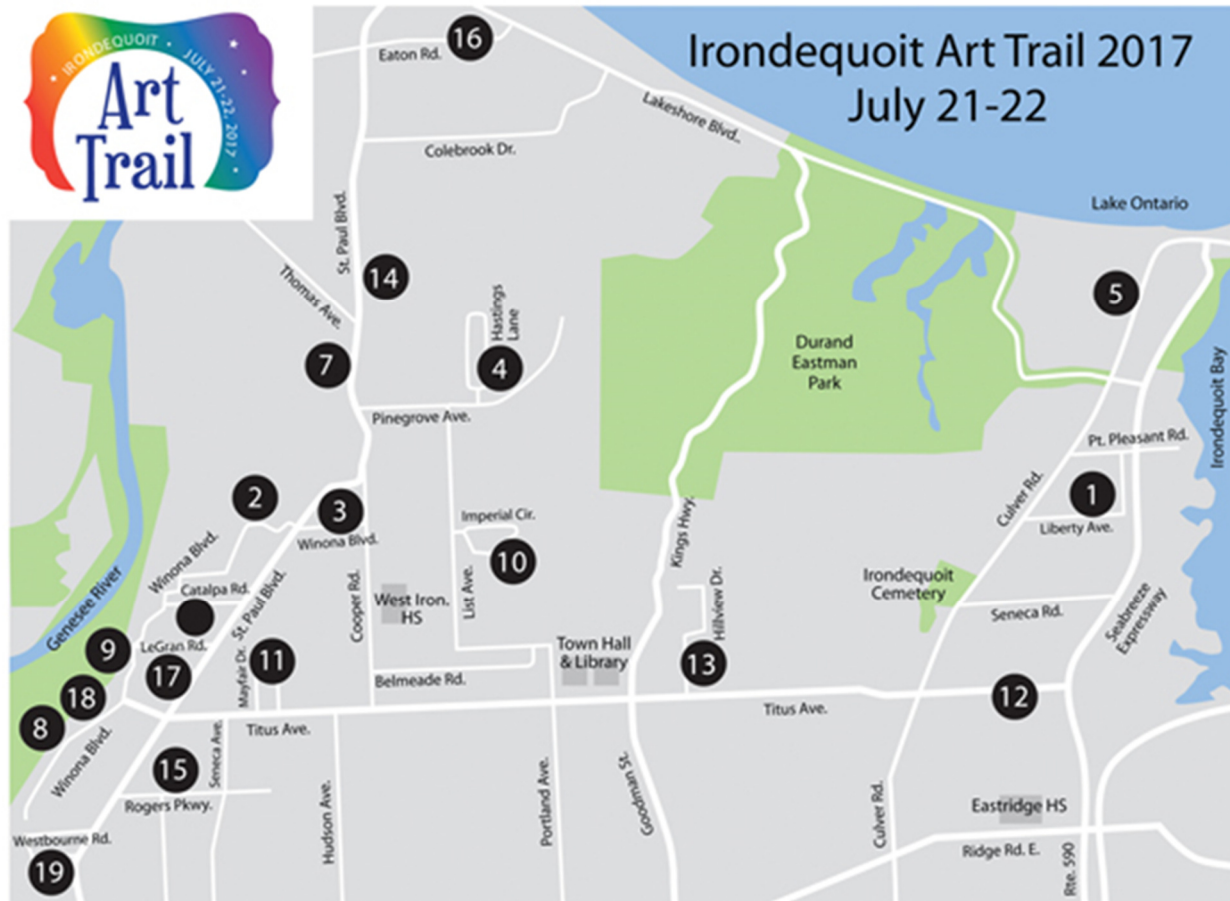 IRONDEQUOIT • JULY 21-22, 2017 •
Art
Trail
Irondequoit Art Trail 2017
July 21-22
16
Eaton Rd.
Lakeshore Blvd..
Colebrook Dr.
Lake Ontario
St. Paul Blvd.
14
Thomas Ave.
Hastings
Lane
5
7
4
Durand
Eastman
Park
Irondequoit Bay
Pinegrove Ave.
Pt. Pleasant Rd.
2
3
1
Culver Rd.
Imperial Cir.
Kings Hwy.
Liberty Ave.
Winona Blvd.
Winona Blvd.
10
Catalpa Rd.
St. Paul Blvd.
Cooper Rd.
West Iron.
HS
List Ave.
Hillview Dr.
Irondequoit
Cemetery
Seneca Rd.
Seabreeze
Expressway
Genesee River
9
LeGran Rd.
17
Mayfair Dr.
11
Town Hall
& Library
13
Belmeade Rd.
18
12
8
Titus Ave.
Titus Ave.
Winona Blvd.
15
Seneca Ave.
Rogers Pkwy.
Hudson Ave.
Portland Ave.
Goodman St.
Culver Rd.
Eastridge HS
Westbourne Rd.
Ridge Rd. E.
Rte. 590
19